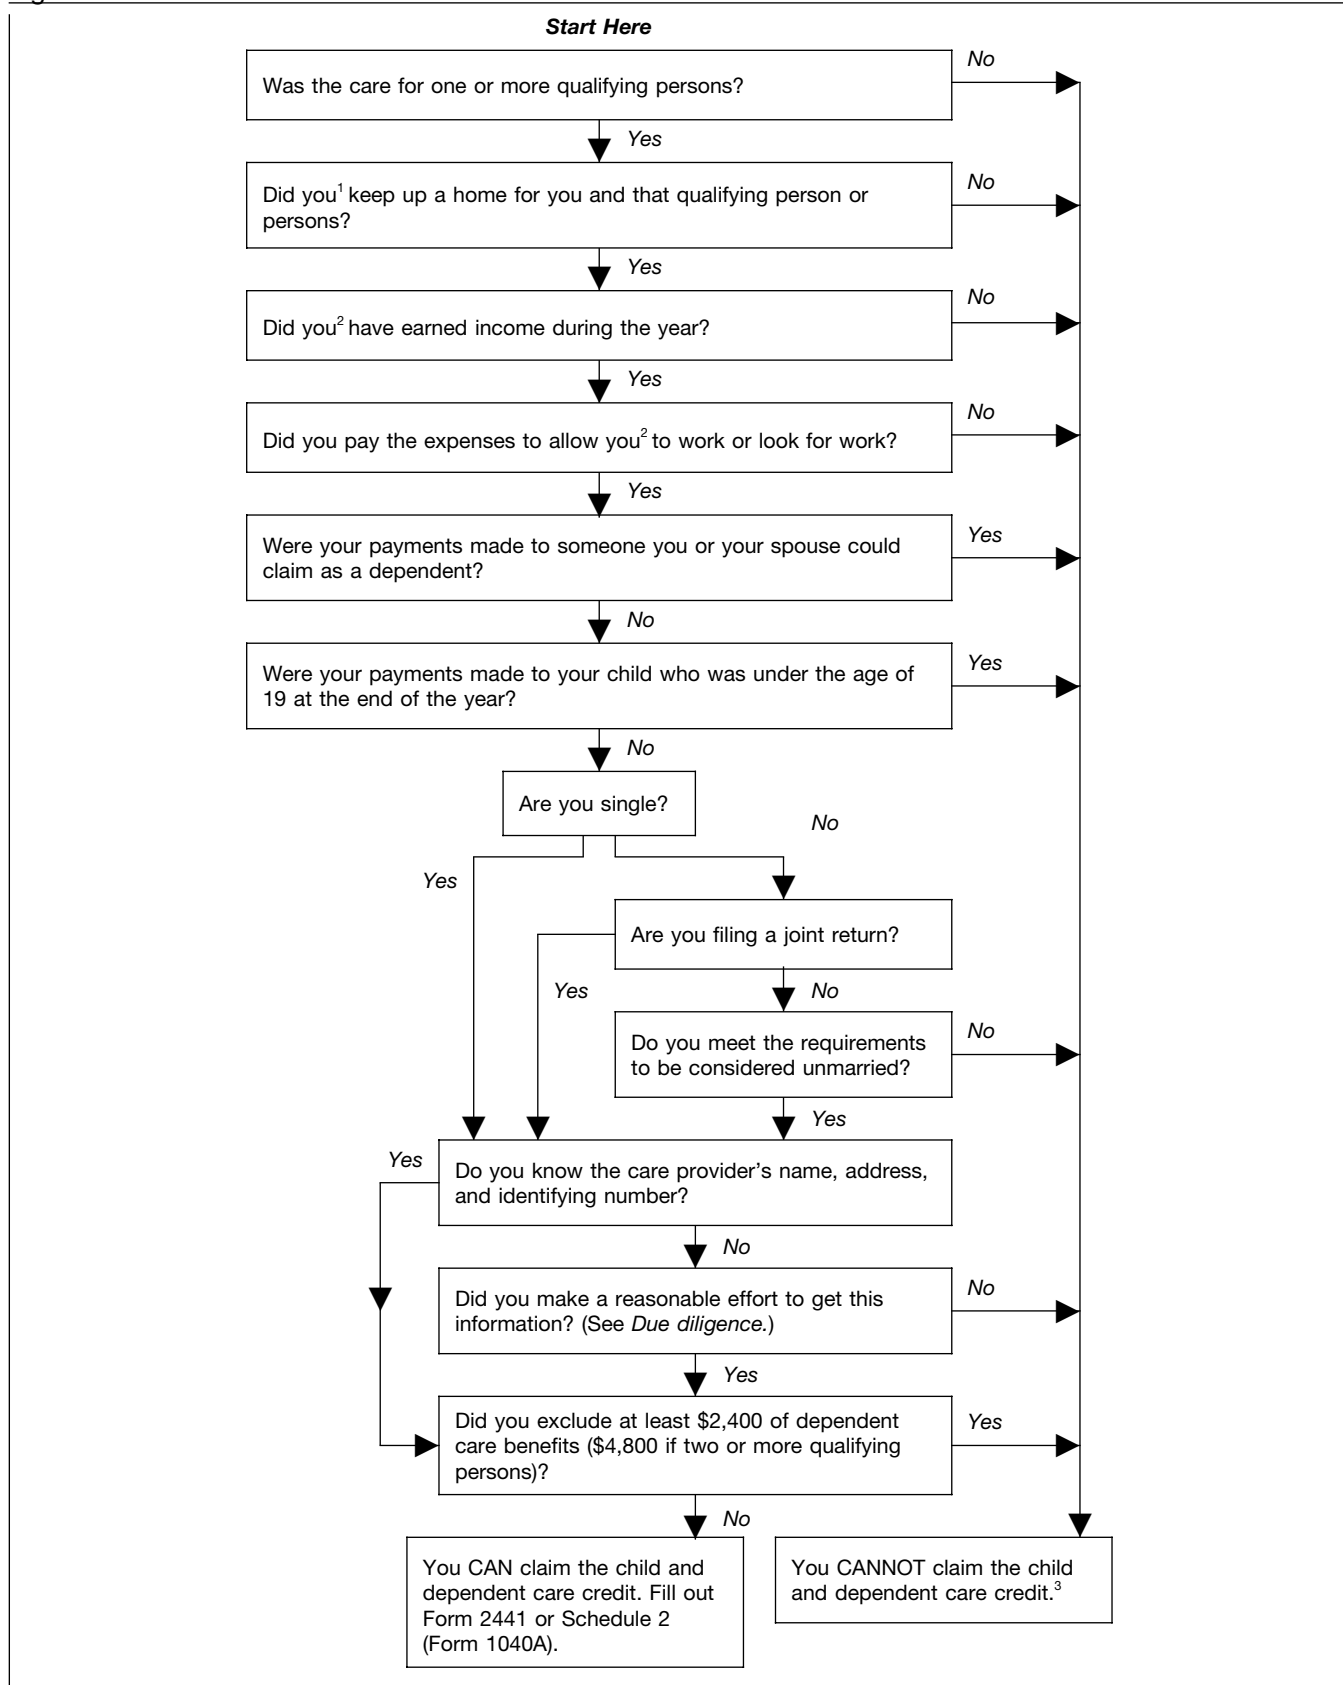 Start Here
Was the care for one or more qualifying persons?
No
Yes
Did you¹ keep up a home for you and that qualifying person or
persons?
No
Yes
Did you² have earned income during the year?
No
Yes
Did you pay the expenses to allow you² to work or look for work?
No
Yes
Were your payments made to someone you or your spouse could
claim as a dependent?
Yes
No
Were your payments made to your child who was under the age of
19 at the end of the year?
Yes
No
Are you single?
No
Yes
Are you filing a joint return?
Yes
No
Do you meet the requirements
to be considered unmarried?
No
Yes
Do you know the care provider's name, address,
and identifying number?
Yes
No
Did you make a reasonable effort to get this
information? (See Due diligence.)
No
Yes
Did you exclude at least $2,400 of dependent
care benefits ($4,800 if two or more qualifying
persons)?
Yes
No
You CAN claim the child and
dependent care credit. Fill out
Form 2441 or Schedule 2
(Form 1040A).
You CANNOT claim the child
and dependent care credit.³